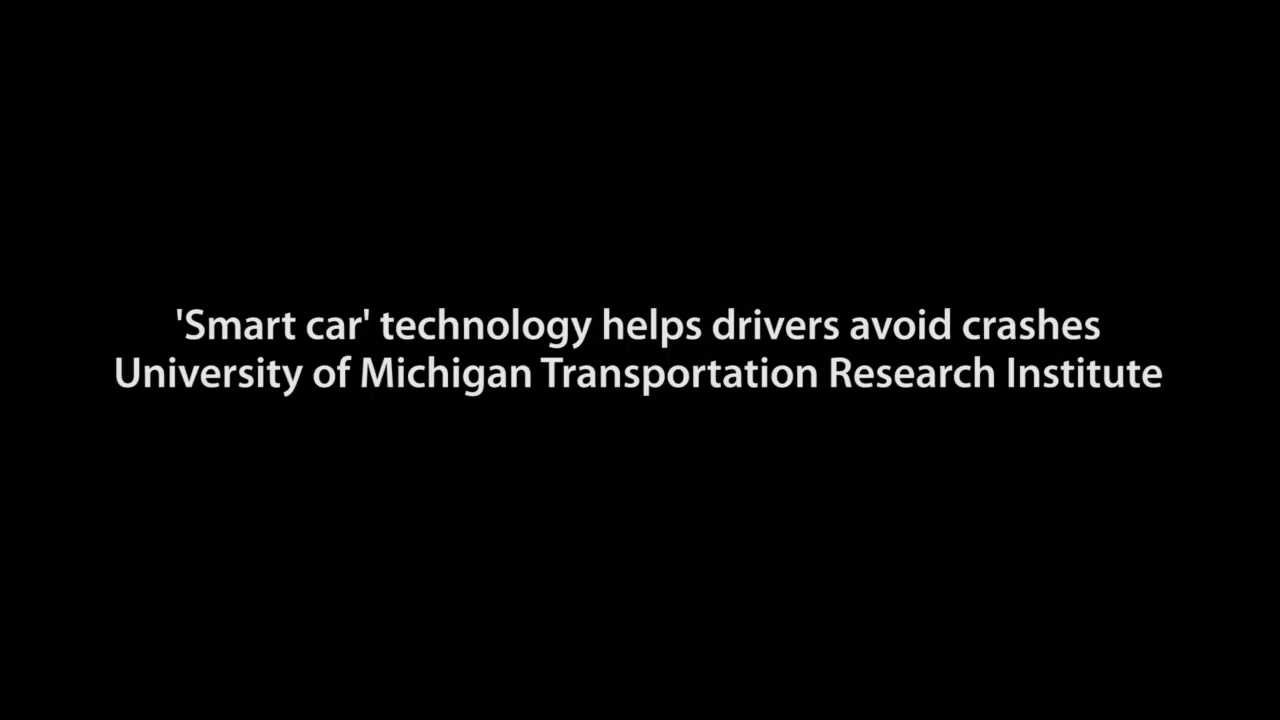 'Smart car' technology helps drivers avoid crashes
University of Michigan Transportation Research Institute